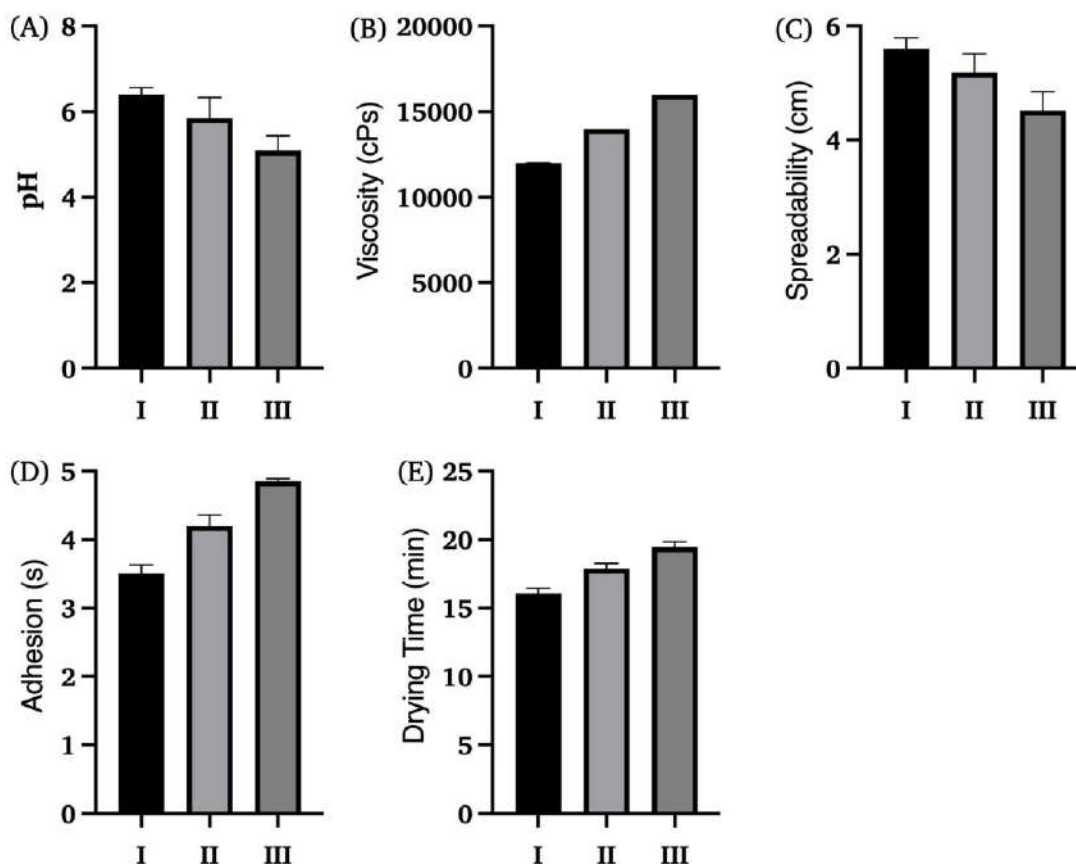 (A)
pH
8
6
4
2
0
I II III
(B)
Viscosity (cPs)
20000
15000
10000
5000
0
I II III
(C)
Spreadability (cm)
6
4
2
0
I II III
(D)
Adhesion (s)
5
4
3
2
1
0
I II III
(E)
Drying Time (min)
25
20
15
10
5
0
I II III